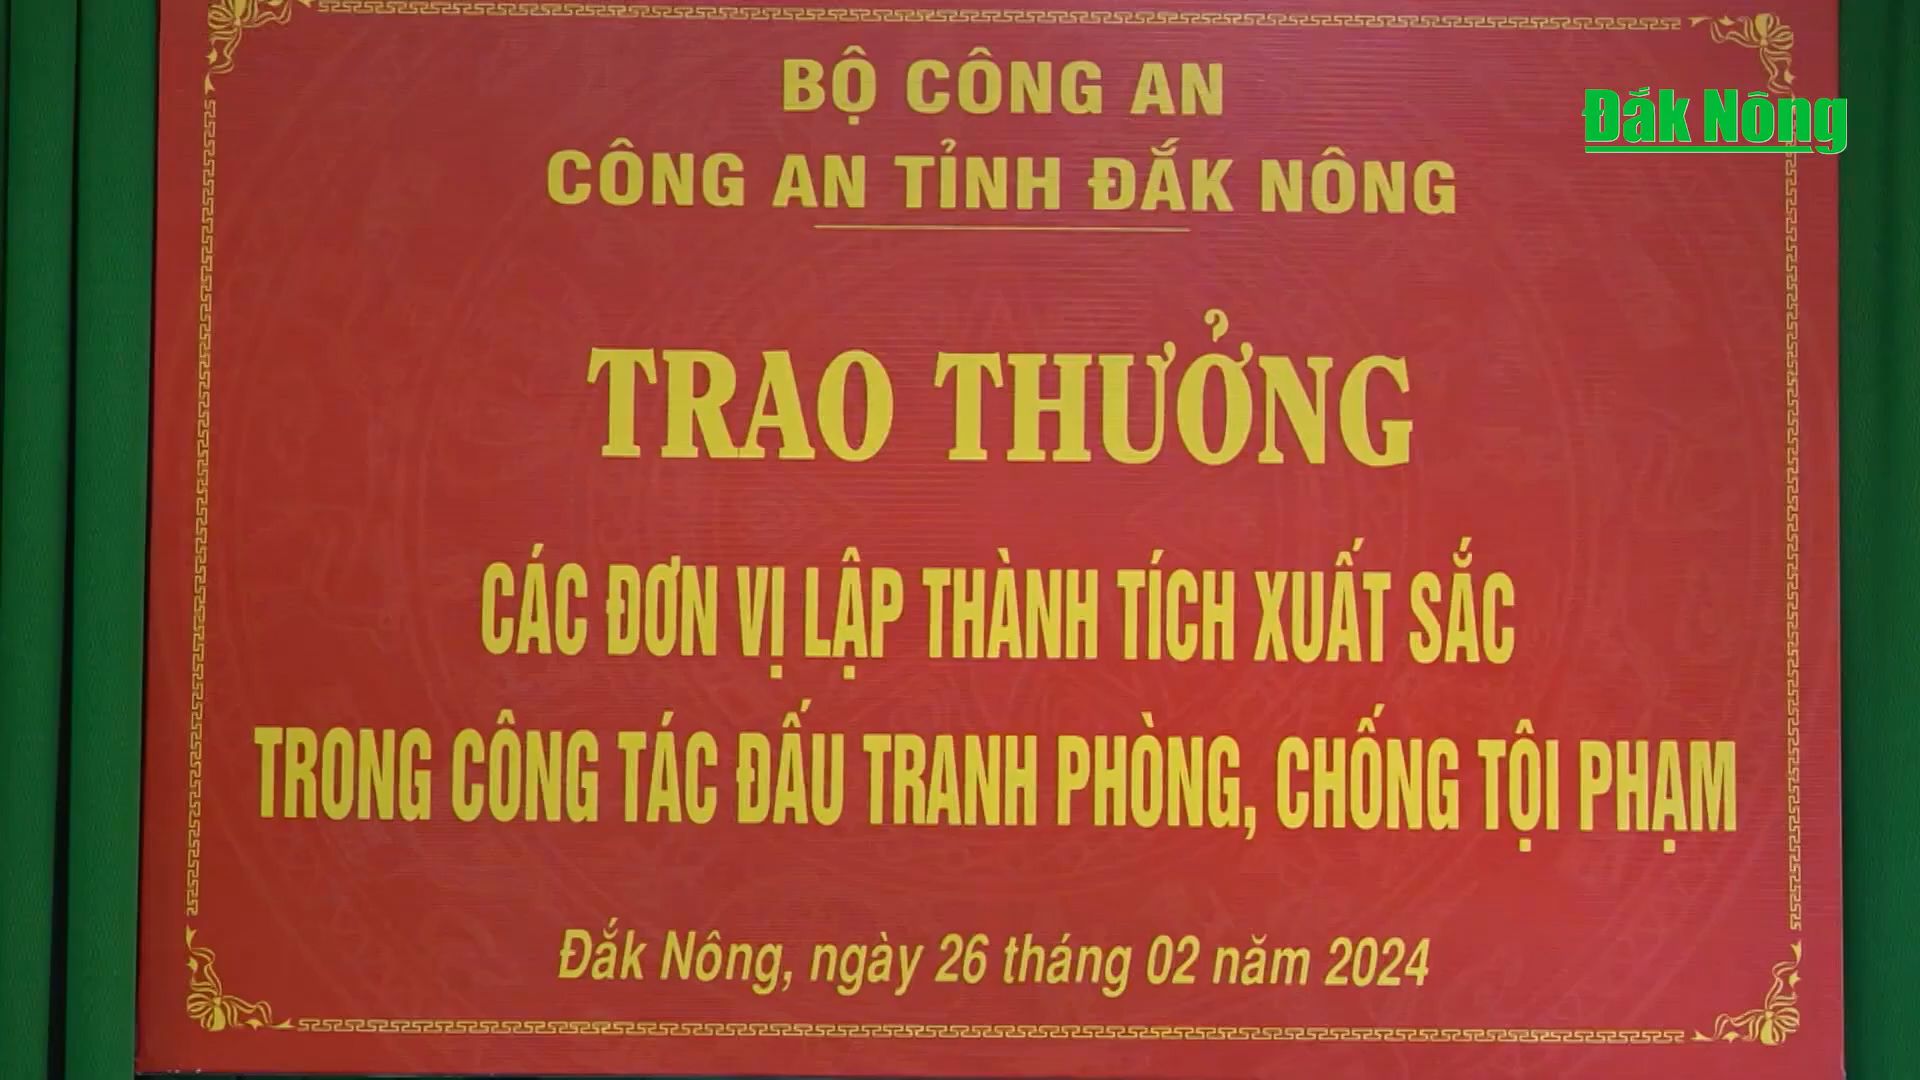 BỘ CÔNG AN
Đắk Nông
CÔNG AN TỈNH ĐẮK NÔNG
TRAO THƯỞNG
CÁC ĐƠN VỊ LẬP THÀNH TÍCH XUẤT SẮC
TRONG CÔNG TÁC ĐẤU TRANH PHÒNG, CHỐNG TỘI PHẠM
Đắk Nông, ngày 26 tháng 02 năm 2024